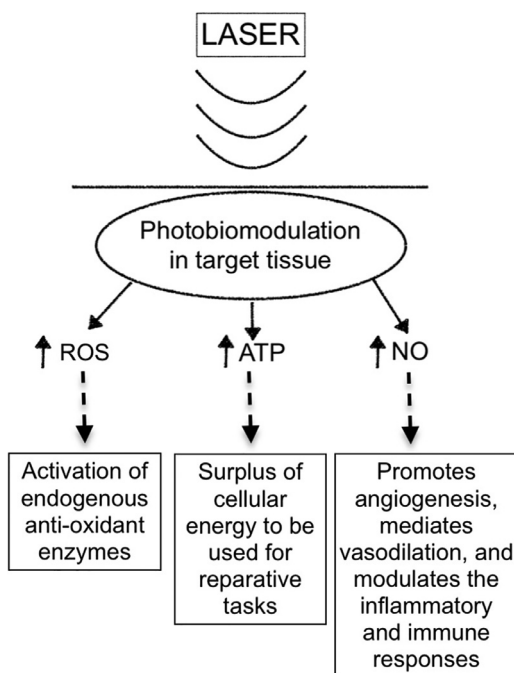 LASER
Photobiomodulation
in target tissue
ROS
ATP
NO
Activation of
endogenous
anti-oxidant
enzymes
Surplus of
cellular
energy to be
used for
reparative
tasks
Promotes
angiogenesis,
mediates
vasodilation, and
modulates the
inflammatory
and immune
responses